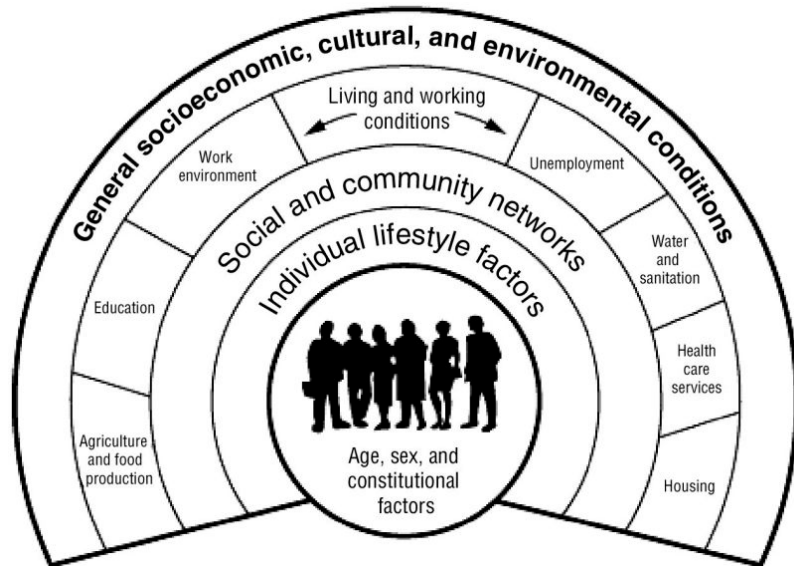 General socioeconomic, cultural, and environmental conditions
Living and working
conditions
Work
environment
Unemployment
Social and community networks
Water
and
sanitation
Individual lifestyle factors
Education
Health
care
services
Agriculture
and food
production
Age, sex, and
constitutional
factors
Housing